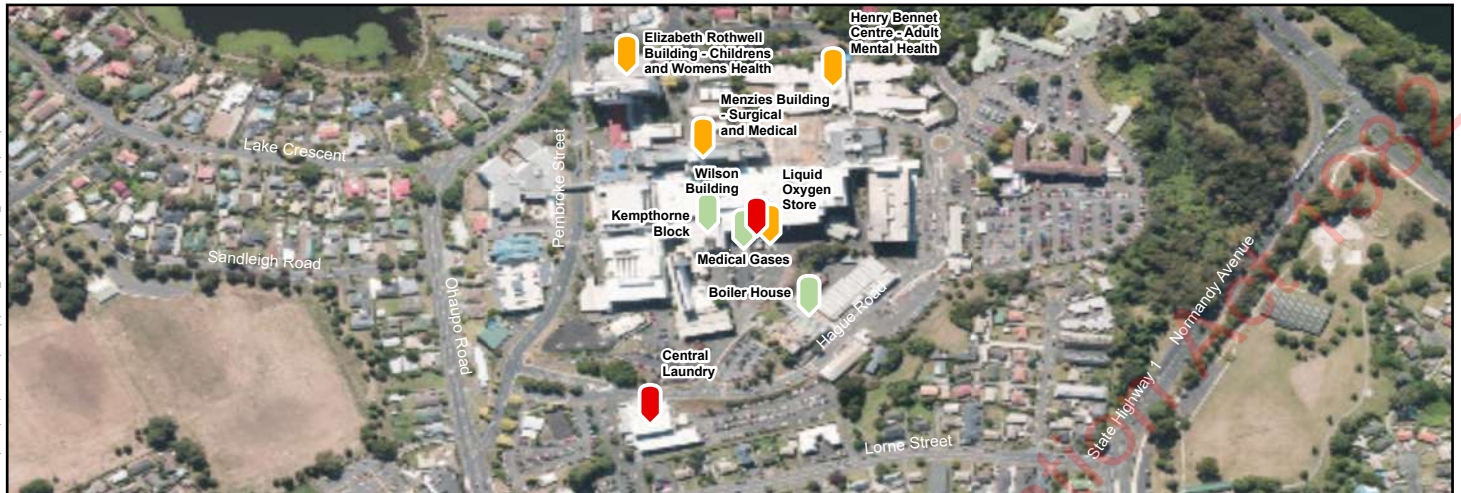 Henry Bennet
Centre - Adult
Mental Health
Elizabeth Rothwell
Building - Childrens
and Womens Health
Menzies Building
- Surgical
and Medical
Lake Crescent
Pembroke Street
Wilson
Building
Liquid
Oxygen
Store
Kempthorne
Block
Medical Gases
Sandleigh Road
Boiler House
Ohaupo Road
Hague Road
Normandy Avenue
Central
Laundry
State Highway 1
Lorne Street
Act 1982